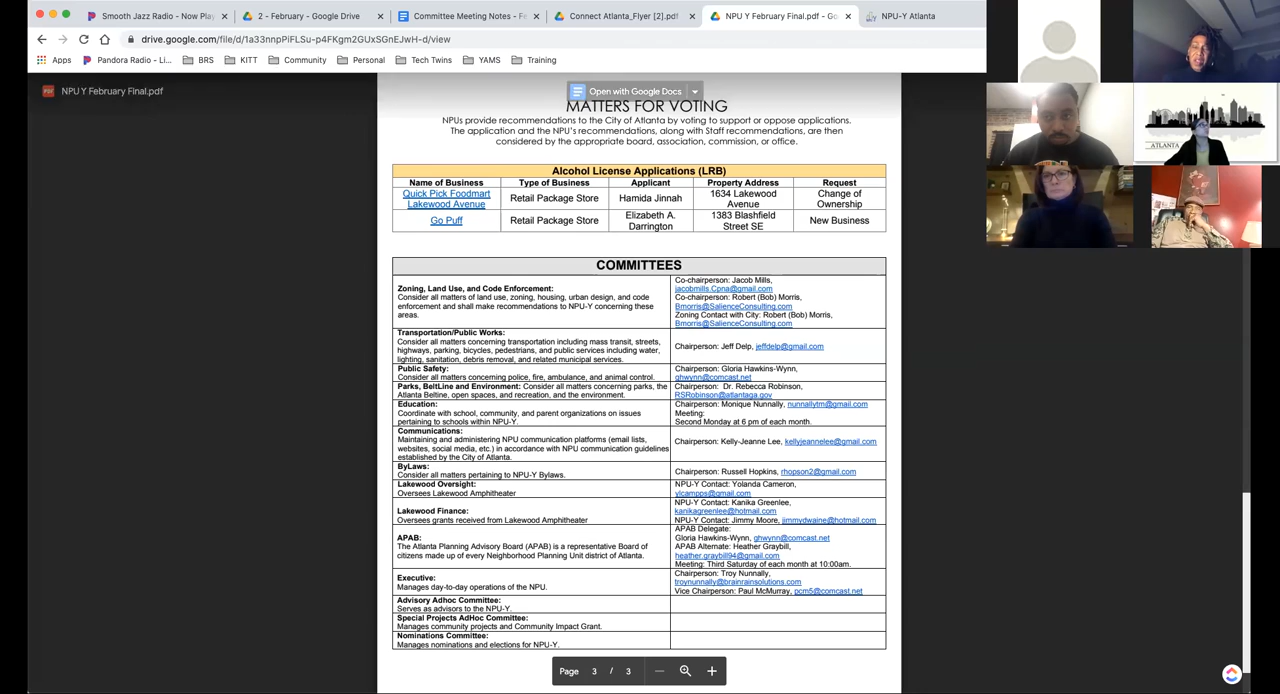 Smooth Jazz Radio - Now Play
2 - February - Google Drive
Committee Meeting Notes - Fe
Connect Atlanta_Flyer [2].pdf
NPU Y February Final.pdf - Go
NPU-Y Atlanta
drive.google.com/file/d/1a33nnpPiFLSu-p4FKgm2GUxSGnEJwH-d/view
Apps
Pandora Radio - Li...
BRS
KITT
Community
Personal
Tech Twins
YAMS
Training
NPU Y February Final.pdf
Open with Google Docs
MATTERS FOR VOTING
NPUs provide recommendations to the City of Atlanta by voting to support or oppose applications.
The application and the NPU's recommendations, along with Staff recommendations, are then
considered by the appropriate board, association, commission, or office.
Alcohol License Applications (LRB)
Name of Business Type of Business Applicant Property Address Request
Quick Pick Foodmart
Lakewood Avenue
Retail Package Store
Hamida Jinnah
1634 Lakewood
Avenue
Change of
Ownership
Go Puff
Retail Package Store
Elizabeth A.
Darrington
1383 Blashfield
Street SE
New Business
COMMITTEES
Zoning, Land Use, and Code Enforcement:
Consider all matters of land use, zoning, housing, urban design, and code
enforcement and shall make recommendations to NPU-Y concerning these
areas.
Co-chairperson: Jacob Mills,
jacobmills.Cpna@gmail.com
Co-chairperson: Robert (Bob) Morris,
Bmorris@SalienceConsulting.com
Zoning Contact with City: Robert (Bob) Morris,
Bmorris@SalienceConsulting.com
Transportation/Public Works:
Consider all matters concerning transportation including mass transit, streets,
highways, parking, bicycles, pedestrians, and public services including water,
lighting, sanitation, debris removal, and related municipal services.
Chairperson: Jeff Delp, jeffdelp@gmail.com
Public Safety:
Consider all matters concerning police, fire, ambulance, and animal control.
Chairperson: Gloria Hawkins-Wynn,
ghwynn@comcast.net
Parks, BeltLine and Environment: Consider all matters concerning parks, the
Atlanta Beltine, open spaces, and recreation, and the environment.
Chairperson: Dr. Rebecca Robinson,
RSRobinson@atlantaga.gov
Education:
Coordinate with school, community, and parent organizations on issues
pertaining to schools within NPU-Y.
Chairperson: Monique Nunnally, nunnallytm@gmail.com
Meeting:
Second Monday at 6 pm of each month.
Communications:
Maintaining and administering NPU communication platforms (email lists,
websites, social media, etc.) in accordance with NPU communication guidelines
established by the City of Atlanta.
Chairperson: Kelly-Jeanne Lee, kellyjeannelee@gmail.com
ByLaws:
Consider all matters pertaining to NPU-Y Bylaws.
Chairperson: Russell Hopkins, rhopson2@gmail.com
Lakewood Oversight:
Oversees Lakewood Amphitheater
NPU-Y Contact: Yolanda Cameron,
ylcampps@gmail.com
Lakewood Finance:
Oversees grants received from Lakewood Amphitheater
NPU-Y Contact: Kanika Greenlee,
kanikagreenlee@hotmail.com
NPU-Y Contact: Jimmy Moore, jimmydwaine@hotmail.com
APAB:
The Atlanta Planning Advisory Board (APAB) is a representative Board of
citizens made up of every Neighborhood Planning Unit district of Atlanta.
APAB Delegate:
Gloria Hawkins-Wynn, ghwynn@comcast.net
APAB Alternate: Heather Graybill,
heather.graybill94@gmail.com
Meeting: Third Saturday of each month at 10:00am.
Executive:
Manages day-to-day operations of the NPU.
Chairperson: Troy Nunnally,
troynunnally@brainrainsolutions.com
Vice Chairperson: Paul McMurray, pcm5@comcast.net
Advisory Adhoc Committee:
Serves as advisors to the NPU-Y.
Special Projects AdHoc Committee:
Manages community projects and Community Impact Grant.
Nominations Committee:
Manages nominations and elections for NPU-Y.
Page 3 / 3
ATLANTA